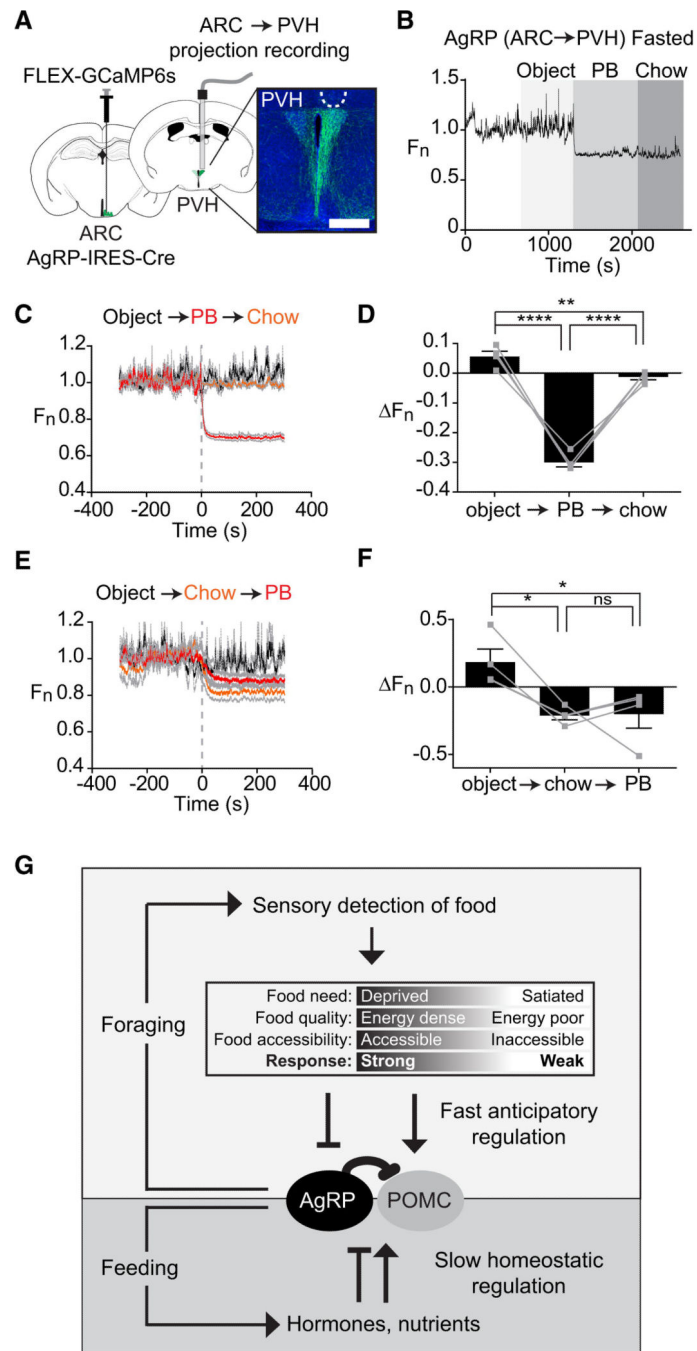 A
ARC → PVH
projection recording
FLEX-GCaMP6s
PVH
PVH
ARC
AgRP-IRES-Cre
B
AgRP (ARC→PVH) Fasted
Object PB Chow
Fn
1.5
1.0
0.5
0
0 1000 2000
Time (s)
C
Object → PB → Chow
Fn
1.2
1.0
0.8
0.6
0.4
-400 -200 0 200 400
Time (s)
D
**
**** ****
ΔFn
0.1
0.0
-0.1
-0.2
-0.3
-0.4
object → PB → chow
E
Object → Chow → PB
Fn
1.2
1.0
0.8
0.6
0.4
-400 -200 0 200 400
Time (s)
F
*
* ns
ΔFn
0.5
0.0
-0.5
object → chow → PB
G
Sensory detection of food
Foraging
Food need: Deprived Satiated
Food quality: Energy dense Energy poor
Food accessibility: Accessible Inaccessible
Response: Strong Weak
Fast anticipatory
regulation
AgRP POMC
Feeding
Slow homeostatic
regulation
Hormones, nutrients